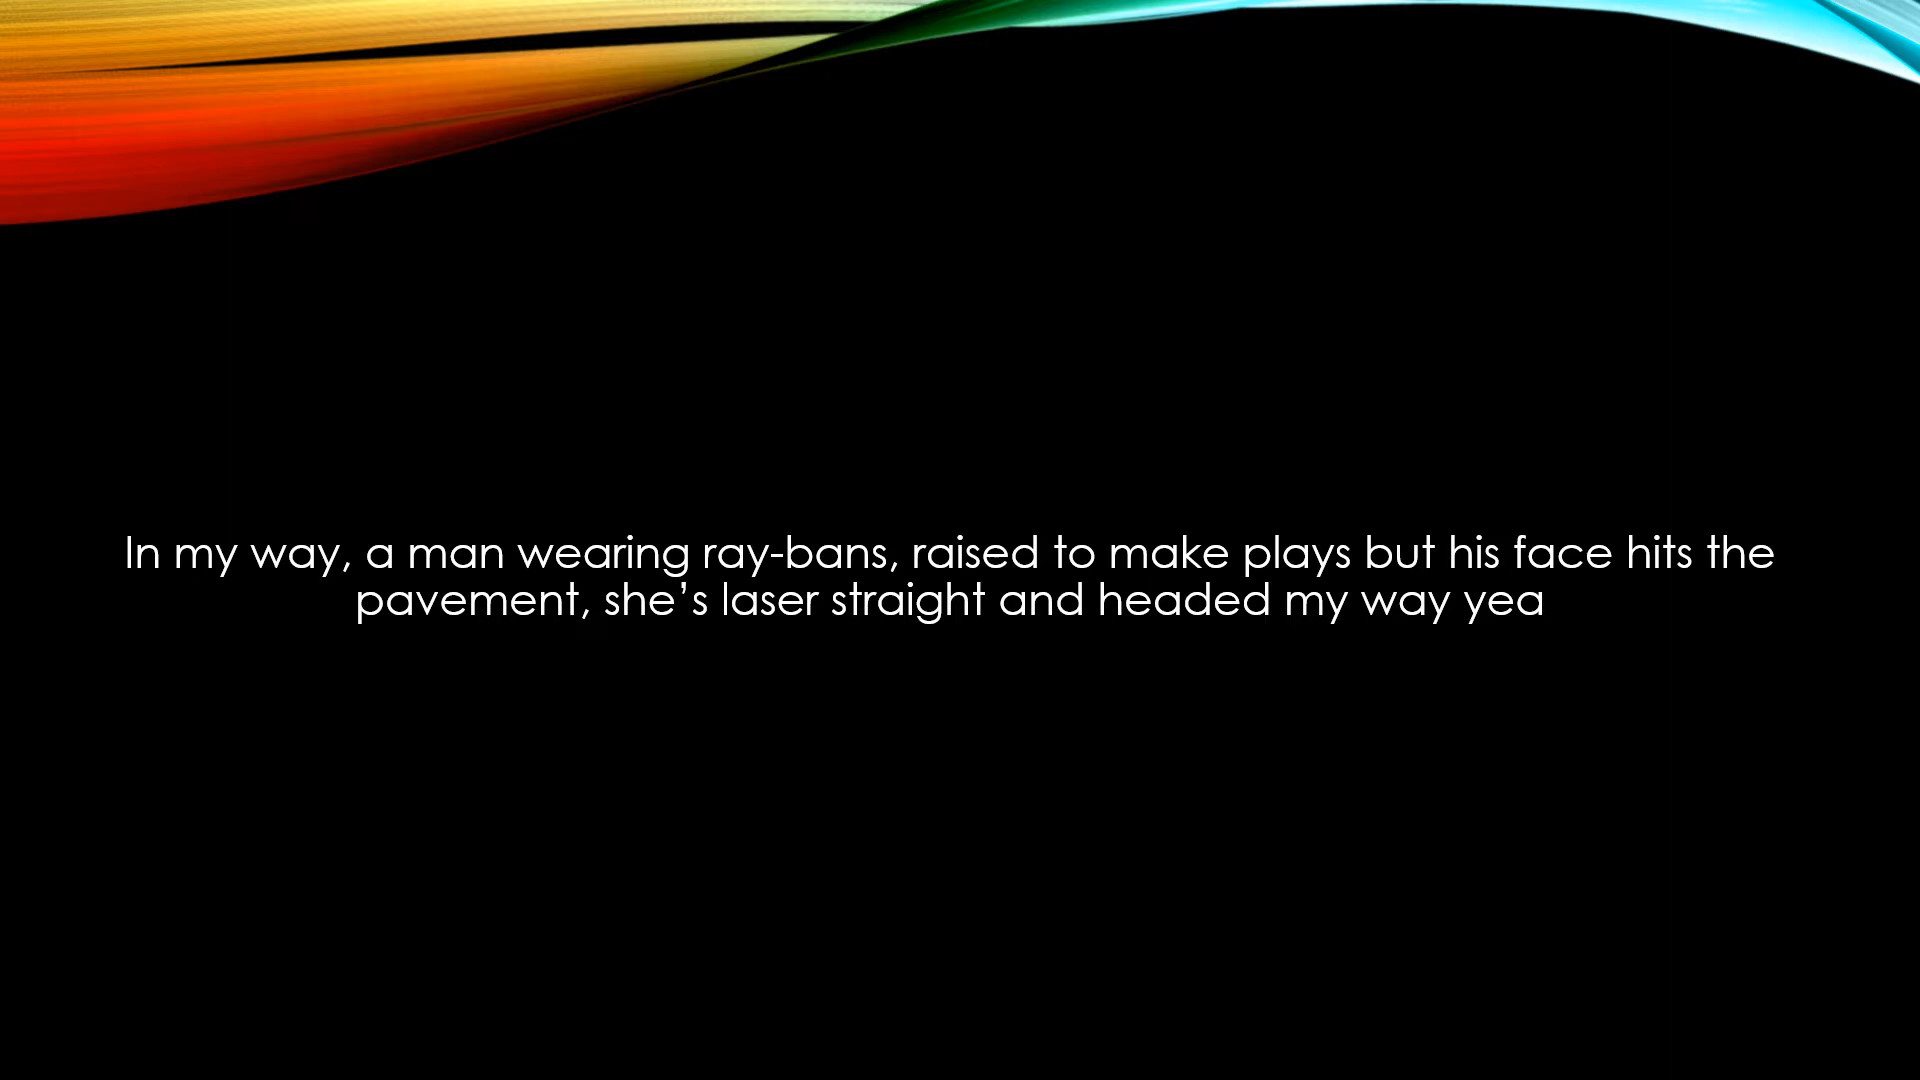 In my way, a man wearing ray-bans, raised to make plays but his face hits the
pavement, she’s laser straight and headed my way yea